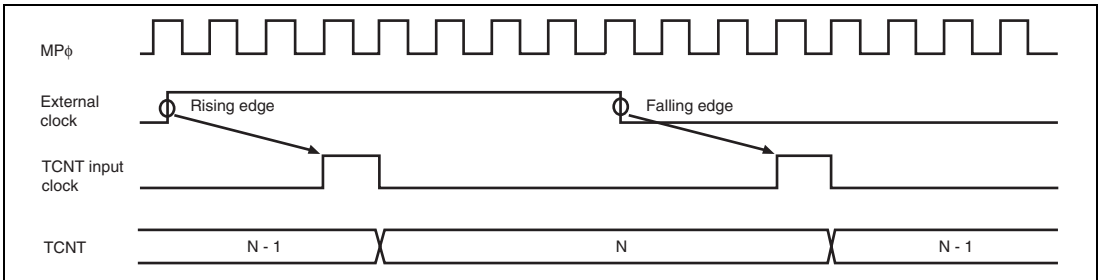 MPφ
External
clock
Rising edge
Falling edge
TCNT input
clock
TCNT
N - 1
N
N - 1